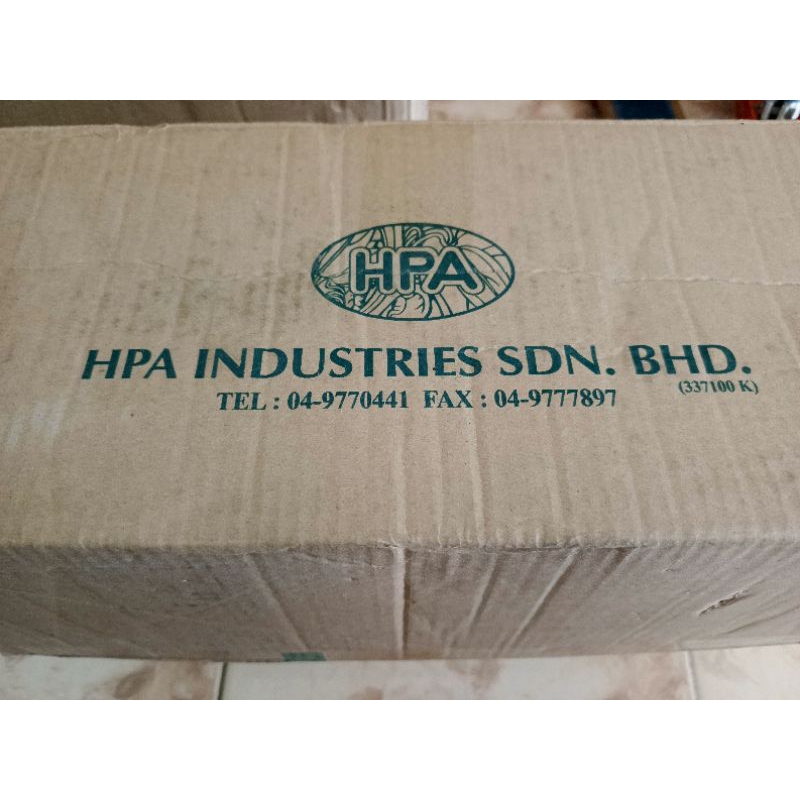 HPA
HPA INDUSTRIES SDN. BHD.
(337100 K)
TEL : 04-9770441 FAX : 04-9777897